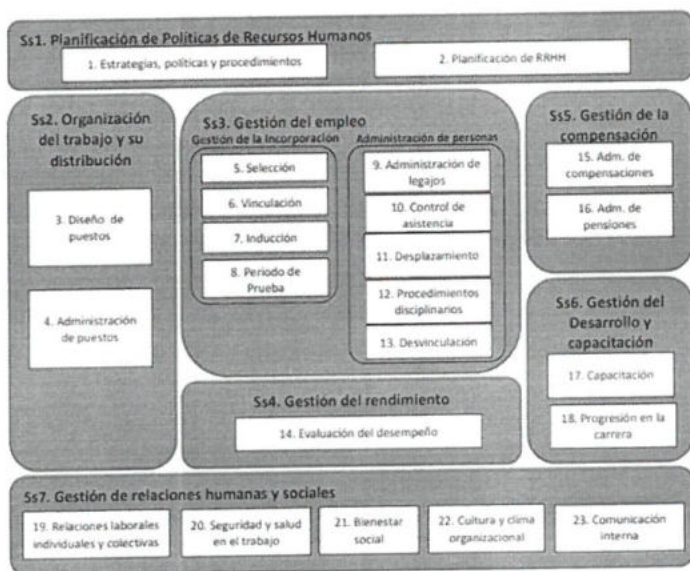 Ss1. Planificación de Políticas de Recursos Humanos
1. Estrategias, políticas y procedimientos
2. Planificación de RRHH
Ss2. Organización
del trabajo y su
distribución
3. Diseño de
puestos
4. Administración
de puestos
Ss3. Gestión del empleo
Gestión de la Incorporación
5. Selección
6. Vinculación
7. Inducción
8. Periodo de
Prueba
Administración de personas
9. Administración de
legajos
10. Control de
asistencia
11. Desplazamiento
12. Procedimientos
disciplinarios
13. Desvinculación
Ss4. Gestión del rendimiento
14. Evaluación del desempeño
Ss5. Gestión de la
compensación
15. Adm. de
compensaciones
16. Adm. de
pensiones
Ss6. Gestión del
Desarrollo y
capacitación
17. Capacitación
18. Progresión en la
carrera
Ss7. Gestión de relaciones humanas y sociales
19. Relaciones laborales
individuales y colectivas
20. Seguridad y salud
en el trabajo
21. Bienestar
social
22. Cultura y clima
organizacional
23. Comunicación
interna